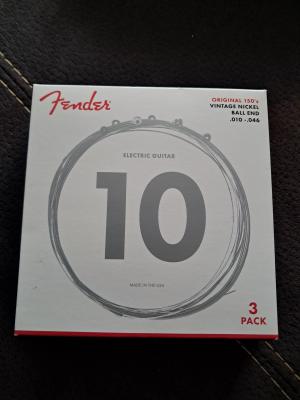 Fender
ORIGINAL 150's
VINTAGE NICKEL
BALL END
.010 - .046
ELECTRIC GUITAR
10
MADE IN THE USA
3
PACK